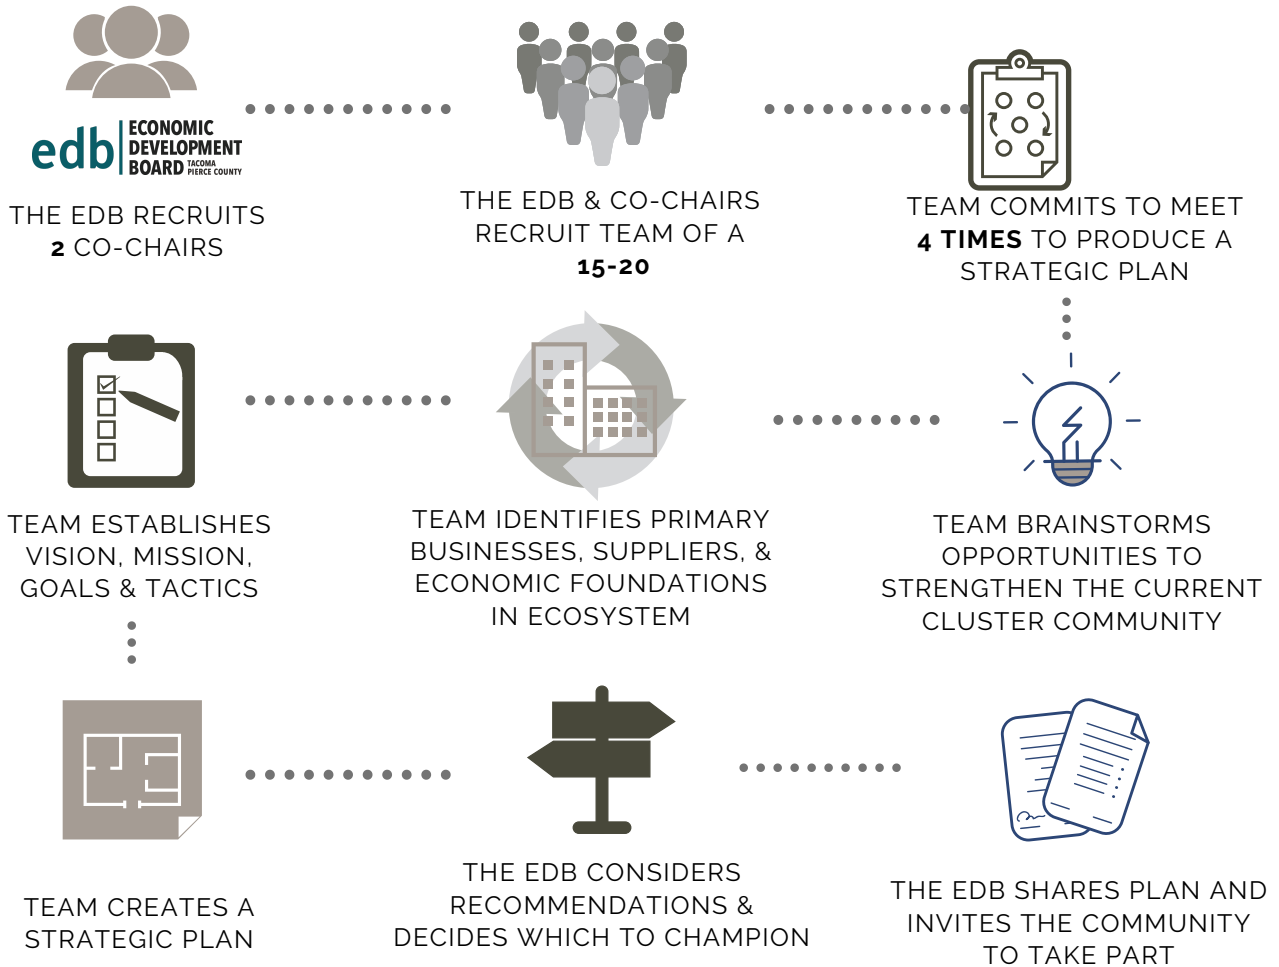 edb
ECONOMIC
DEVELOPMENT
BOARD TACOMA
PIERCE COUNTY
THE EDB RECRUITS
2 CO-CHAIRS
THE EDB & CO-CHAIRS
RECRUIT TEAM OF A
15-20
TEAM COMMITS TO MEET
4 TIMES TO PRODUCE A
STRATEGIC PLAN
TEAM BRAINSTORMS
OPPORTUNITIES TO
STRENGTHEN THE CURRENT
CLUSTER COMMUNITY
TEAM IDENTIFIES PRIMARY
BUSINESSES, SUPPLIERS, &
ECONOMIC FOUNDATIONS
IN ECOSYSTEM
TEAM ESTABLISHES
VISION, MISSION,
GOALS & TACTICS
TEAM CREATES A
STRATEGIC PLAN
THE EDB CONSIDERS
RECOMMENDATIONS &
DECIDES WHICH TO CHAMPION
THE EDB SHARES PLAN AND
INVITES THE COMMUNITY
TO TAKE PART